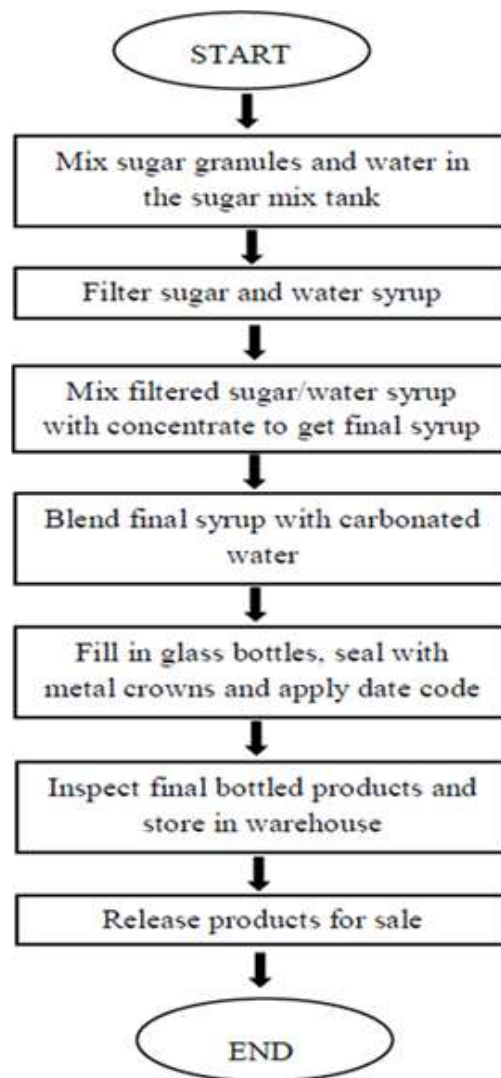 START
Mix sugar granules and water in
the sugar mix tank
Filter sugar and water syrup
Mix filtered sugar/water syrup
with concentrate to get final syrup
Blend final syrup with carbonated
water
Fill in glass bottles, seal with
metal crowns and apply date code
Inspect final bottled products and
store in warehouse
Release products for sale
END